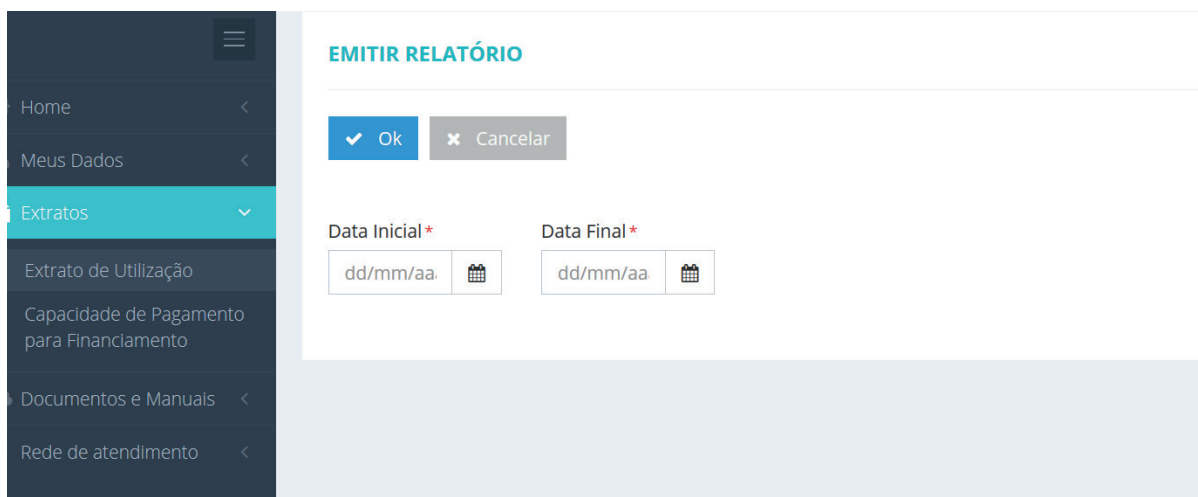 Home
Meus Dados
Extratos
Extrato de Utilização
Capacidade de Pagamento
para Financiamento
Documentos e Manuais
Rede de atendimento
EMITIR RELATÓRIO
Ok
Cancelar
Data Inicial *
Data Final *
dd/mm/aa
dd/mm/aa